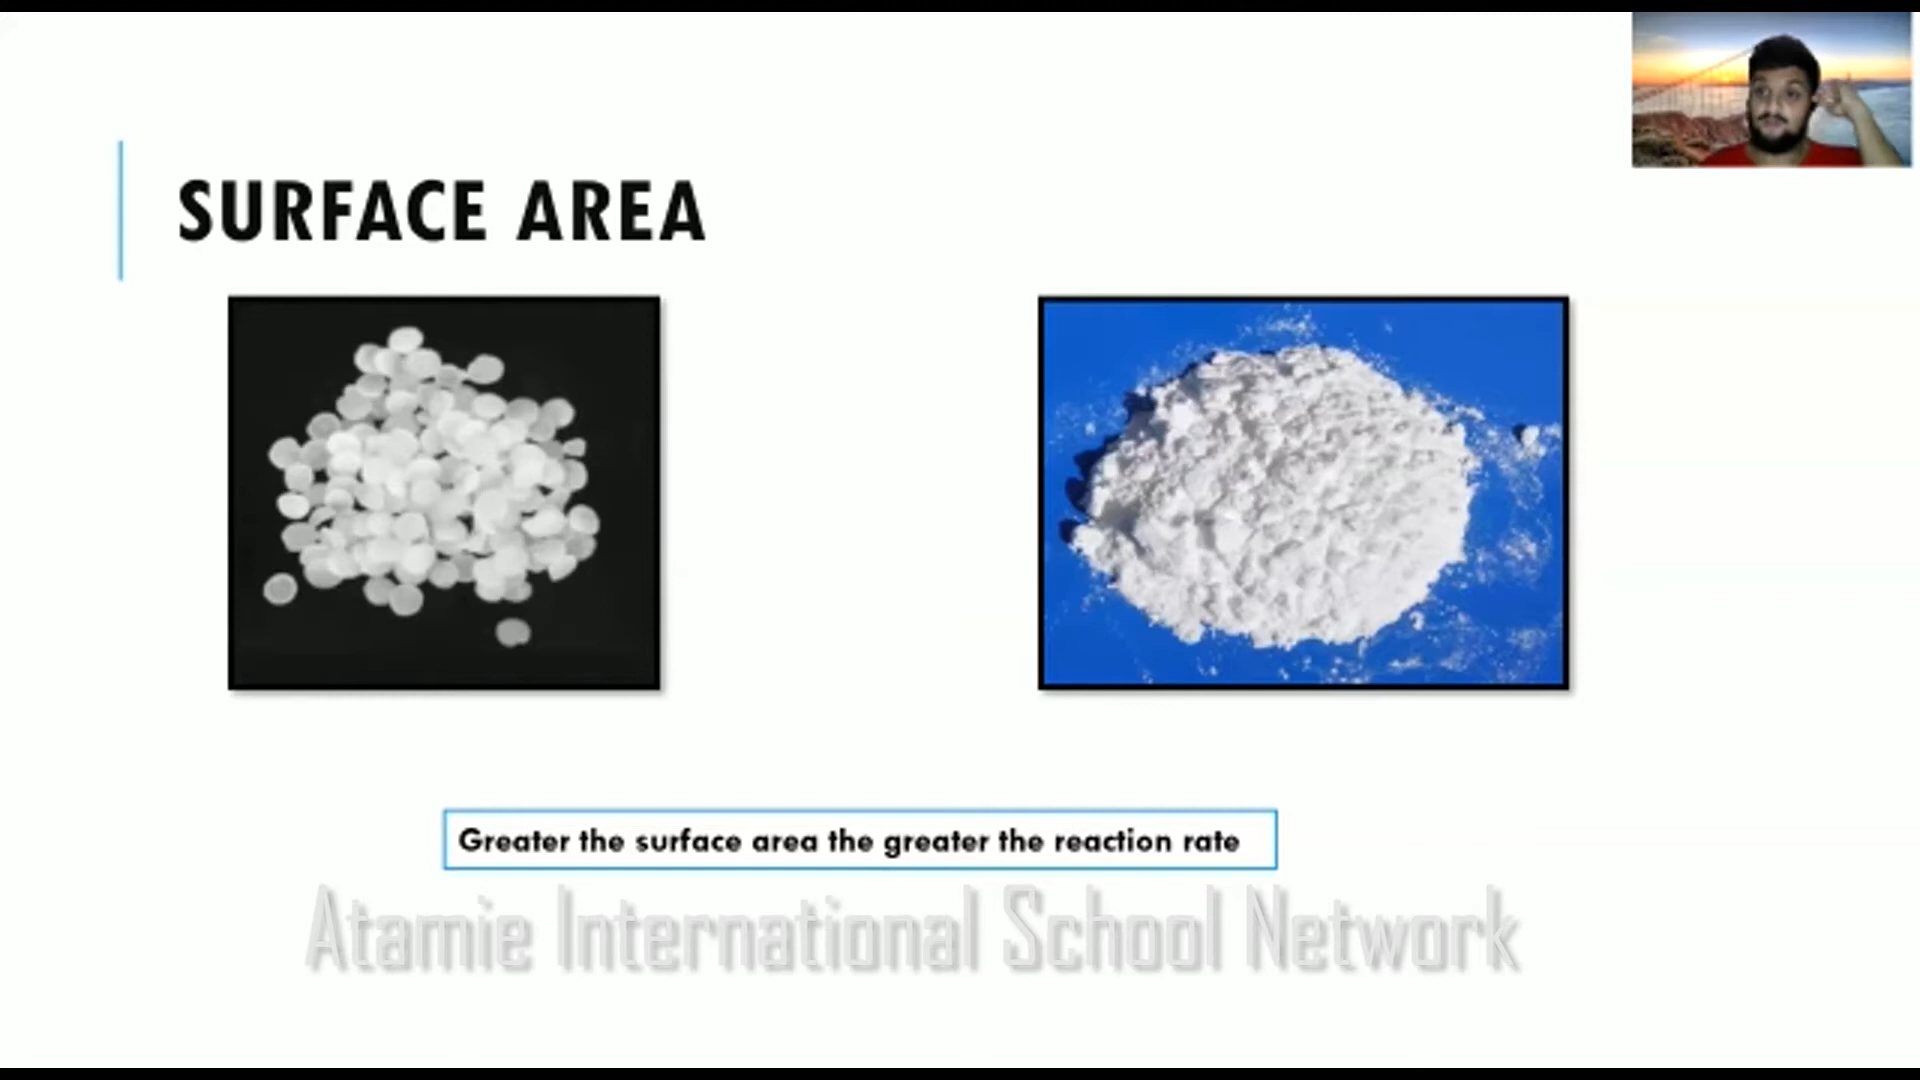 SURFACE AREA
Greater the surface area the greater the reaction rate
Atamie International School Network